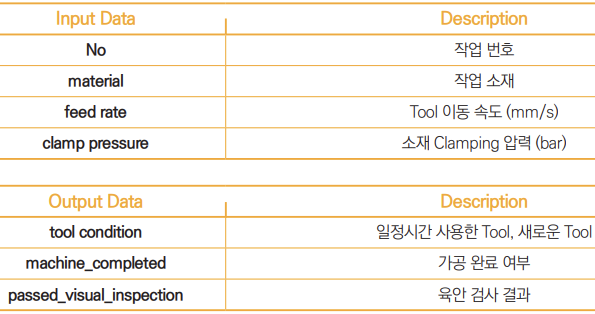 Input Data Description
No 작업 번호
material 작업 소재
feed rate Tool 이동 속도 (mm/s)
clamp pressure 소재 Clamping 압력 (bar)
Output Data Description
tool condition 일정시간 사용한 Tool, 새로운 Tool
machine_completed 가공 완료 여부
passed_visual_inspection 육안 검사 결과